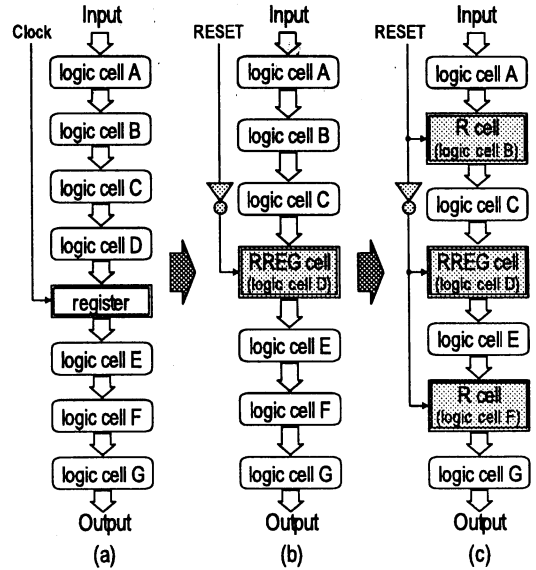 Input
Clock
logic cell A
logic cell B
logic cell C
logic cell D
register
logic cell E
logic cell F
logic cell G
Output
(a)
Input
RESET
logic cell A
logic cell B
logic cell C
RREG cell
(logic cell D)
logic cell E
logic cell F
logic cell G
Output
(b)
Input
RESET
logic cell A
R cell
(logic cell B)
logic cell C
RREG cell
(logic cell D)
logic cell E
R cell
(logic cell F)
logic cell G
Output
(c)